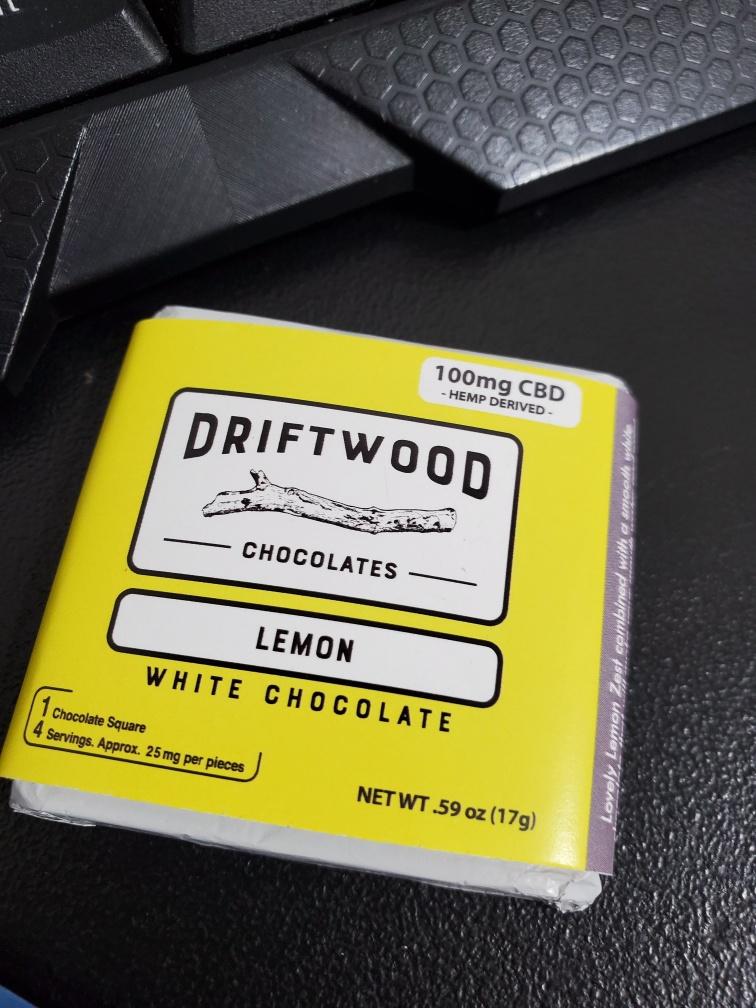 100mg CBD
- HEMP DERIVED -
DRIFTWOOD
CHOCOLATES
LEMON
WHITE CHOCOLATE
1 Chocolate Square
4 Servings. Approx. 25 mg per pieces
NET WT .59 oz (17g)
Lovely Lemon Zest combined with a smooth white